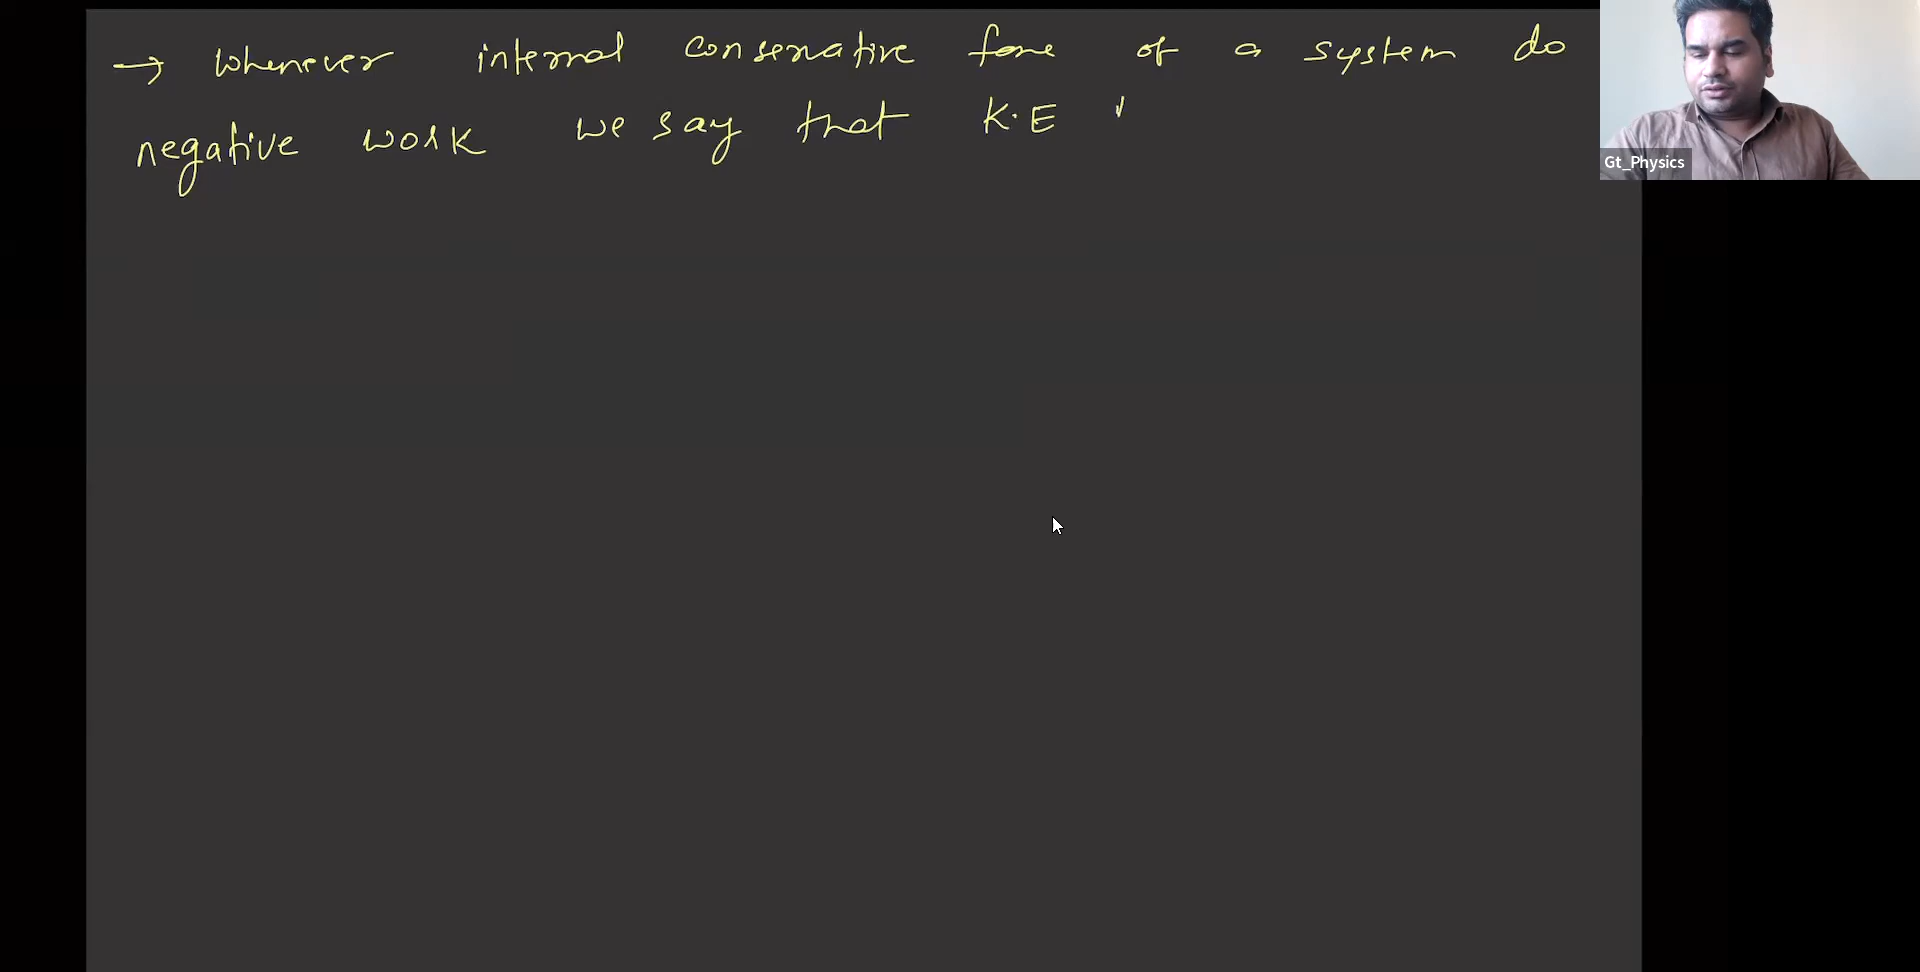 → Whenever internal conservative force of a system do
negative work we say that K.E
Gt_Physics